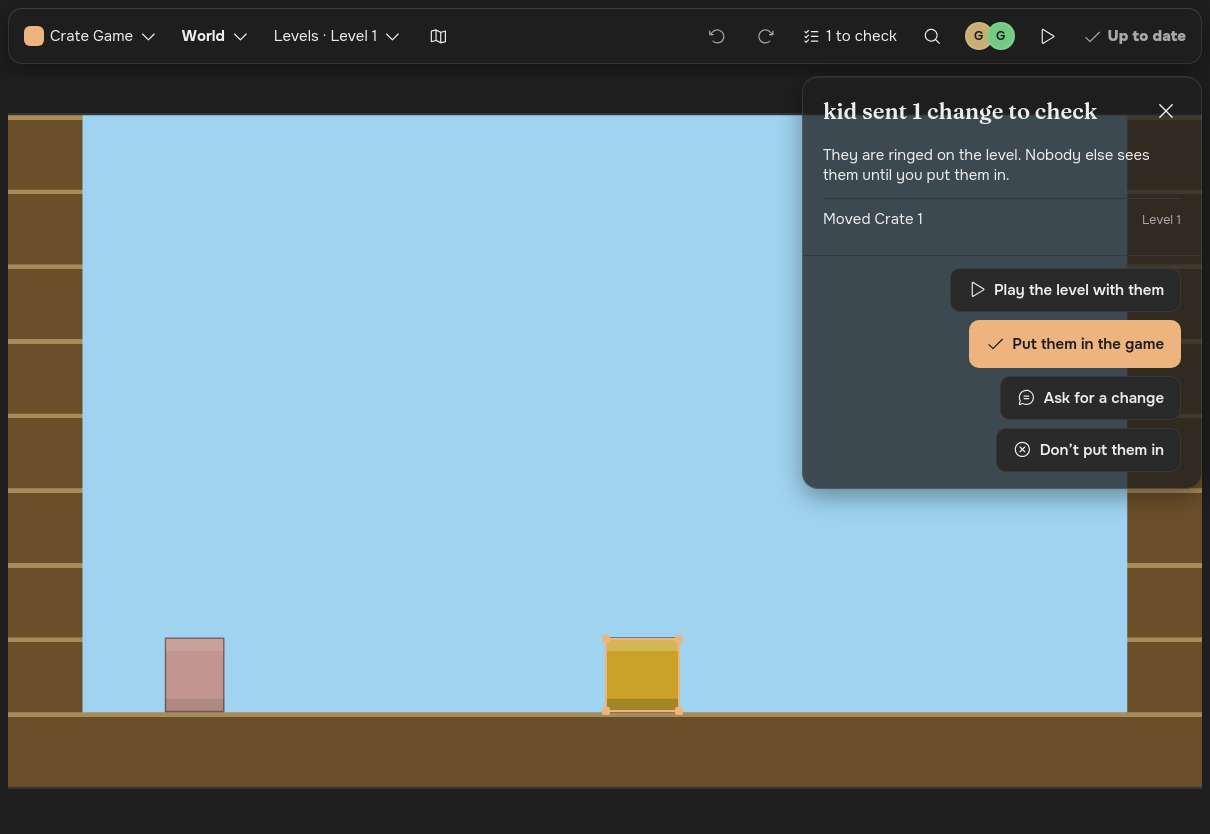 Crate Game
World
Levels · Level 1
1 to check
G
G
Up to date
kid sent 1 change to check
They are ringed on the level. Nobody else sees
them until you put them in.
Moved Crate 1
Level 1
Play the level with them
Put them in the game
Ask for a change
Don’t put them in